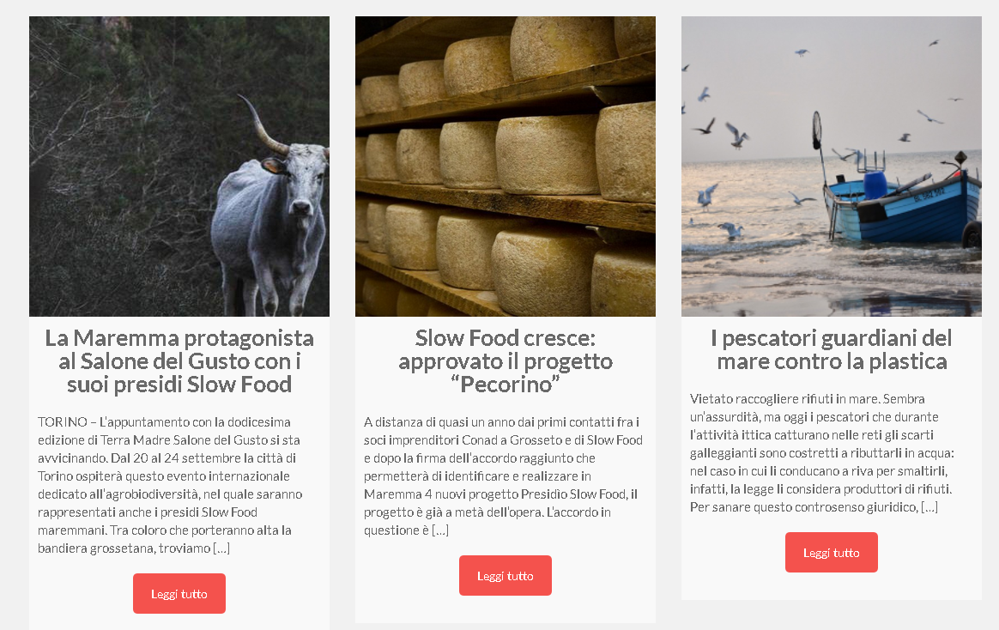 La Maremma protagonista
al Salone del Gusto con i
suoi presidi Slow Food
TORINO – L’appuntamento con la dodicesima
edizione di Terra Madre Salone del Gusto si sta
avvicinando. Dal 20 al 24 settembre la città di
Torino ospiterà questo evento internazionale
dedicato all’agrobiodiversità, nel quale saranno
rappresentati anche i presidi Slow Food
maremmani. Tra coloro che porteranno alta la
bandiera grossetana, troviamo […]
Leggi tutto
Slow Food cresce:
approvato il progetto
“Pecorino”
A distanza di quasi un anno dai primi contatti fra i
soci imprenditori Conad a Grosseto e di Slow Food
e dopo la firma dell’accordo raggiunto che
permetterà di identificare e realizzare in
Maremma 4 nuovi progetto Presidio Slow Food, il
progetto è già a metà dell’opera. L’accordo in
questione è […]
Leggi tutto
I pescatori guardiani del
mare contro la plastica
Vietato raccogliere rifiuti in mare. Sembra
un’assurdità, ma oggi i pescatori che durante
l’attività ittica catturano nelle reti gli scarti
galleggianti sono costretti a ributtarli in acqua:
nel caso in cui li conducano a riva per smaltirli,
infatti, la legge li considera produttori di rifiuti.
Per sanare questo controsenso giuridico, […]
Leggi tutto